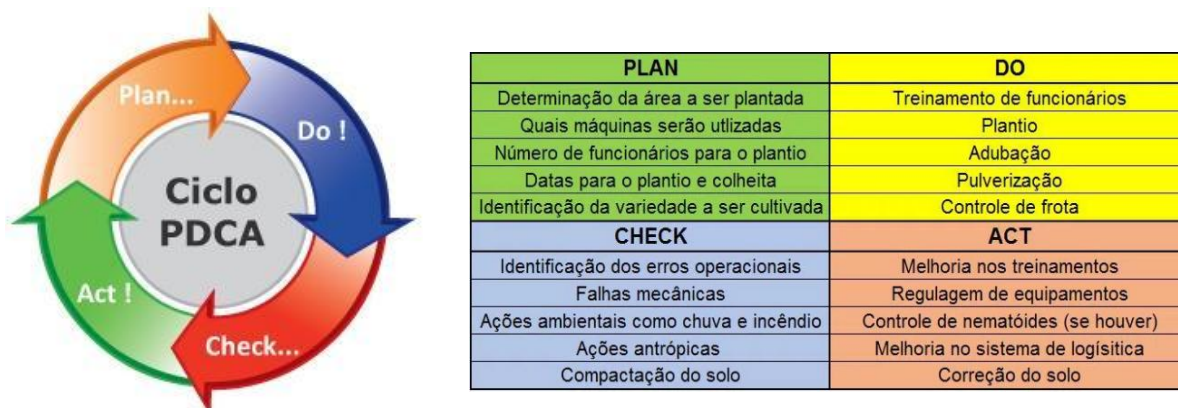 Plan...
Do !
Ciclo
PDCA
Act !
Check...
PLAN
DO
Determinação da área a ser plantada
Treinamento de funcionários
Quais máquinas serão utlizadas
Plantio
Número de funcionários para o plantio
Adubação
Datas para o plantio e colheita
Pulverização
Identificação da variedade a ser cultivada
Controle de frota
CHECK
ACT
Identificação dos erros operacionais
Melhoria nos treinamentos
Falhas mecânicas
Regulagem de equipamentos
Ações ambientais como chuva e incêndio
Controle de nematóides (se houver)
Ações antrópicas
Melhoria no sistema de logísitica
Compactação do solo
Correção do solo